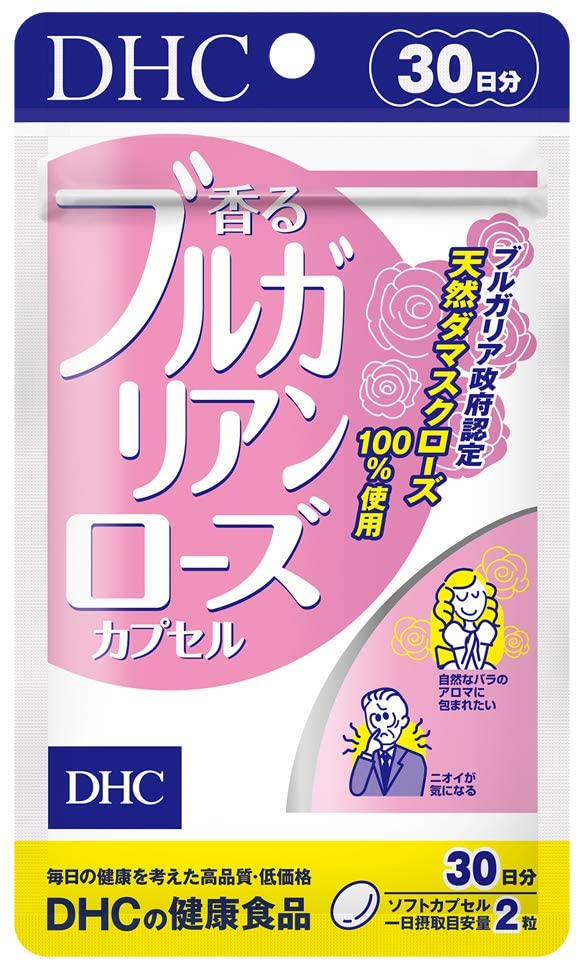 DHC
30日分
香る
ブルガ
リアン
ローズ
カプセル
ブルガリア政府認定
天然ダマスクローズ
100%使用
自然なバラの
アロマに
包まれたい
ニオイが
気になる
DHC
毎日の健康を考えた高品質・低価格
DHCの健康食品
30日分
ソフトカプセル
一日摂取目安量2粒